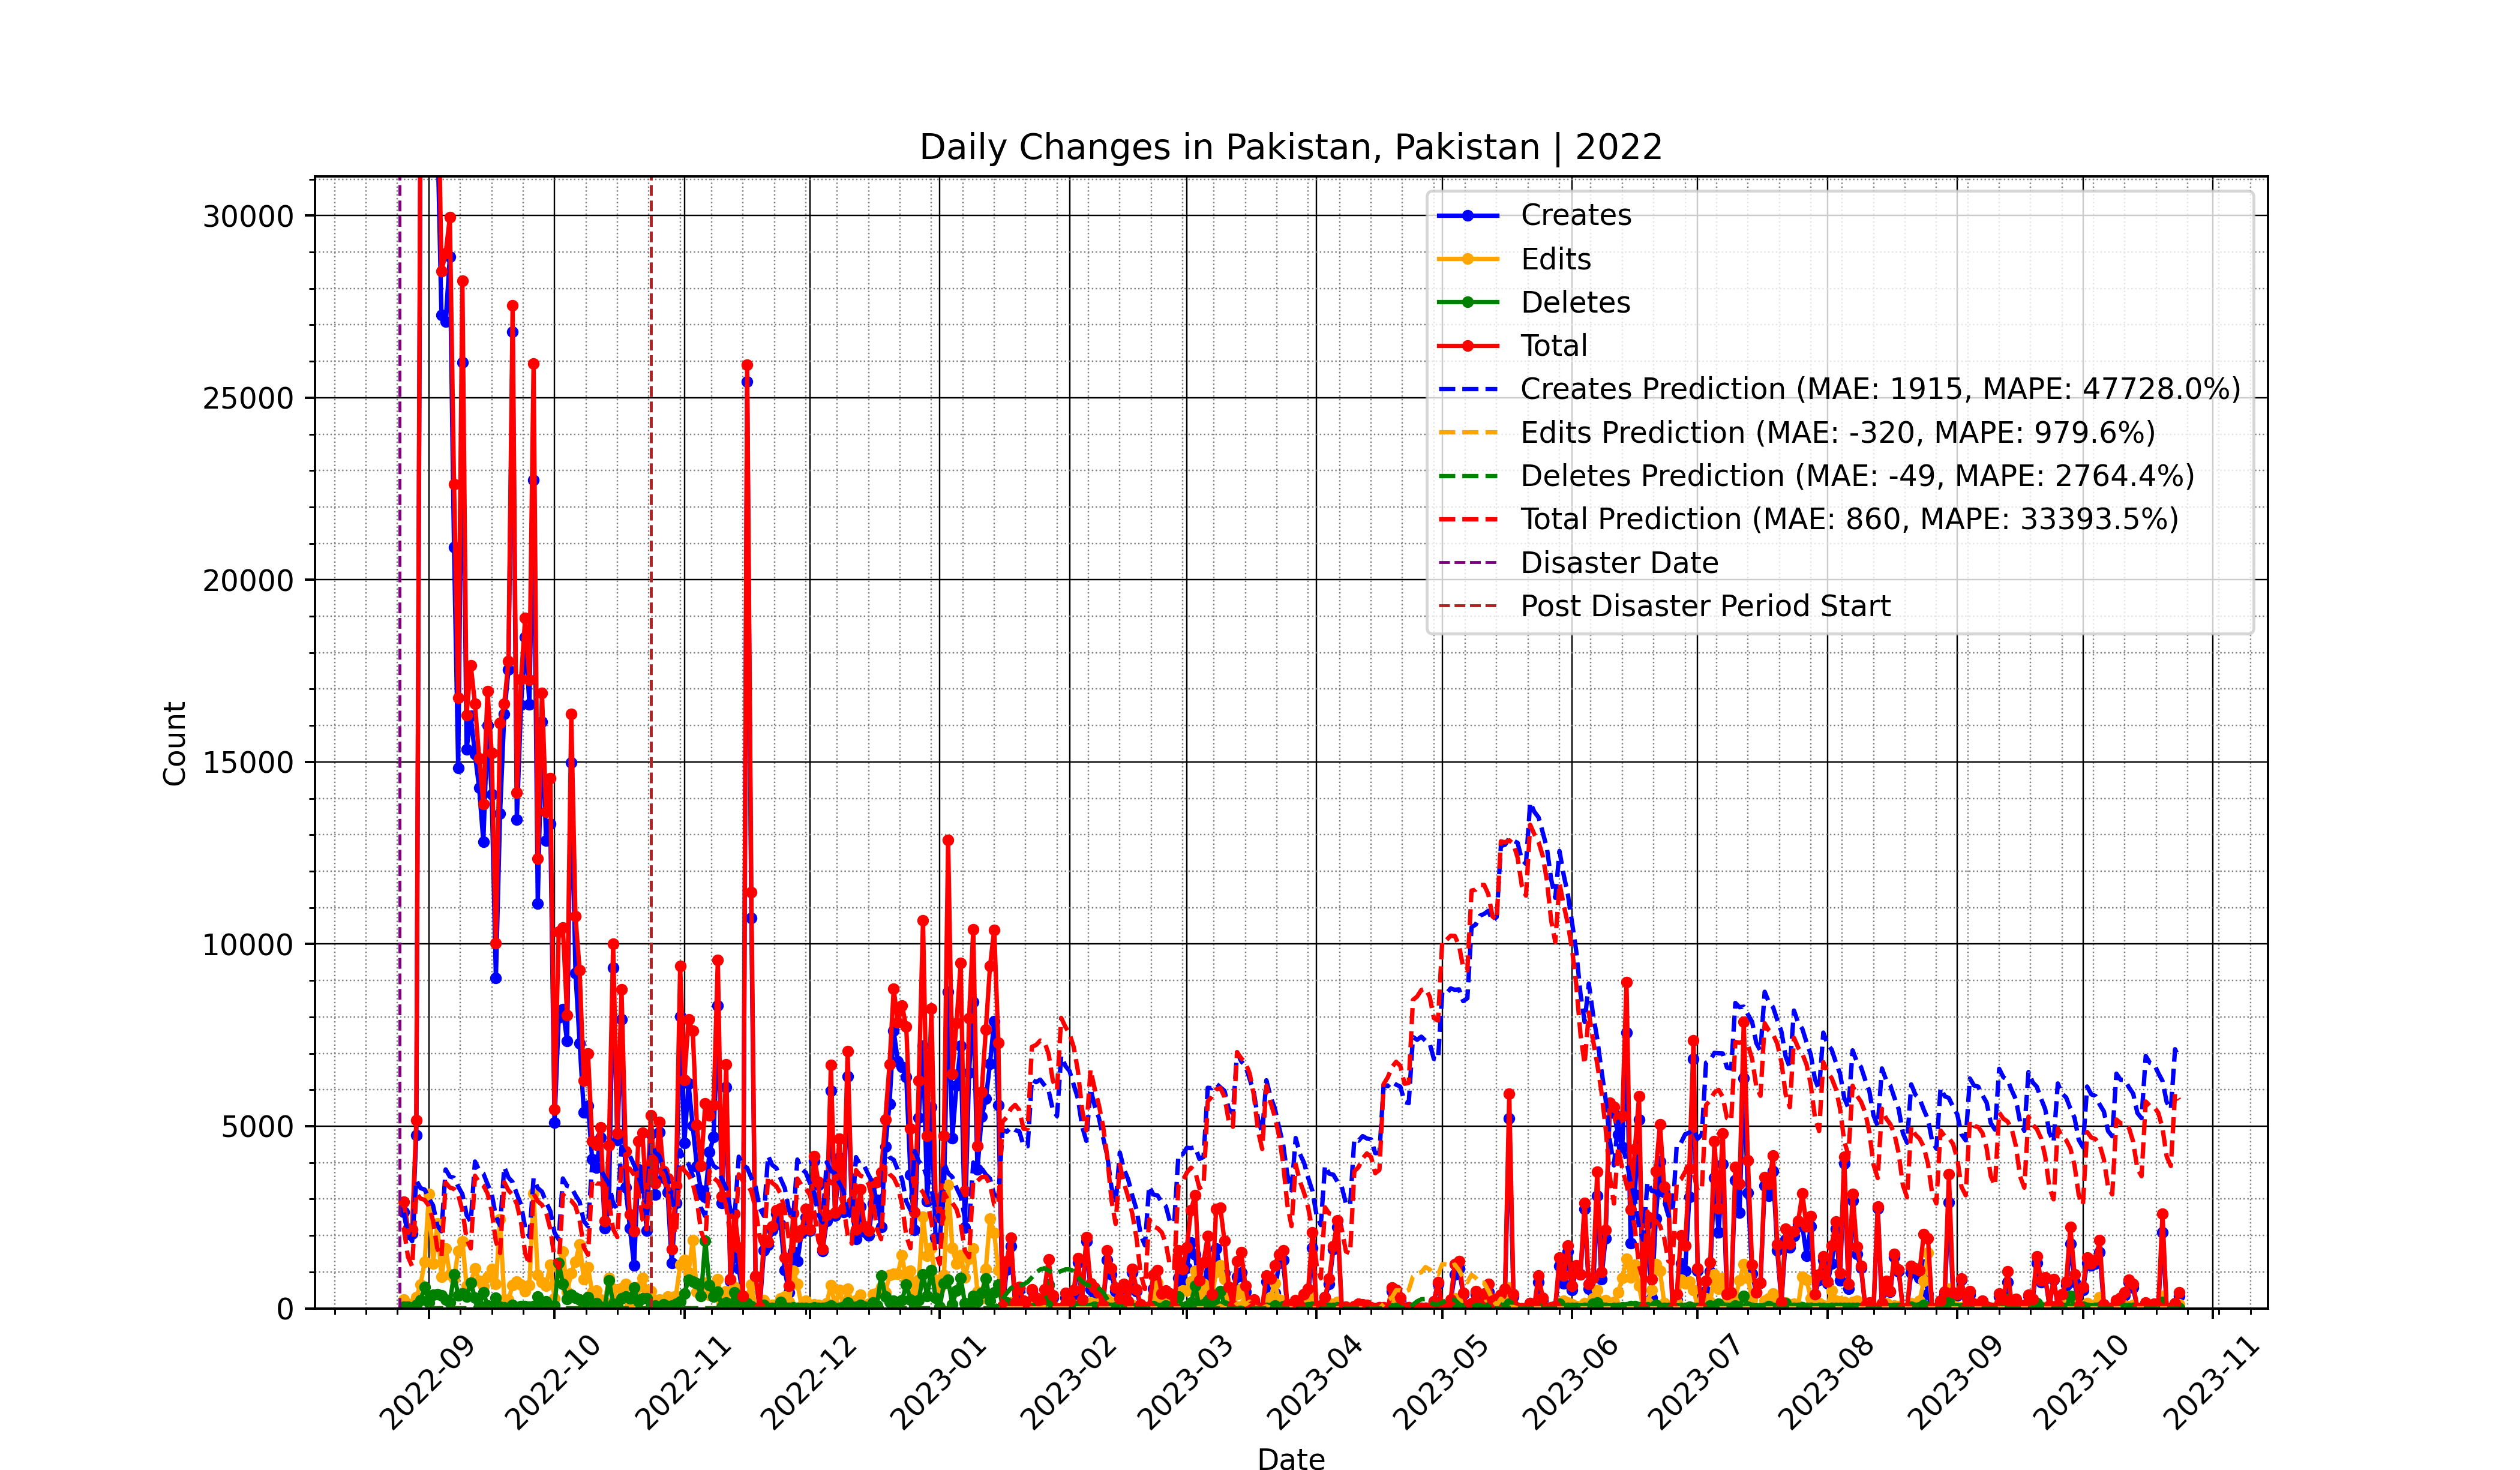 Daily Changes in Pakistan, Pakistan | 2022
30000
25000
20000
15000
10000
5000
0
Count
Creates
Edits
Deletes
Total
Creates Prediction (MAE: 1915, MAPE: 47728.0%)
Edits Prediction (MAE: -320, MAPE: 979.6%)
Deletes Prediction (MAE: -49, MAPE: 2764.4%)
Total Prediction (MAE: 860, MAPE: 33393.5%)
Disaster Date
Post Disaster Period Start
2022-09
2022-10
2022-11
2022-12
2023-01
2023-02
2023-03
2023-04
2023-05
2023-06
2023-07
2023-08
2023-09
2023-10
2023-11
Date